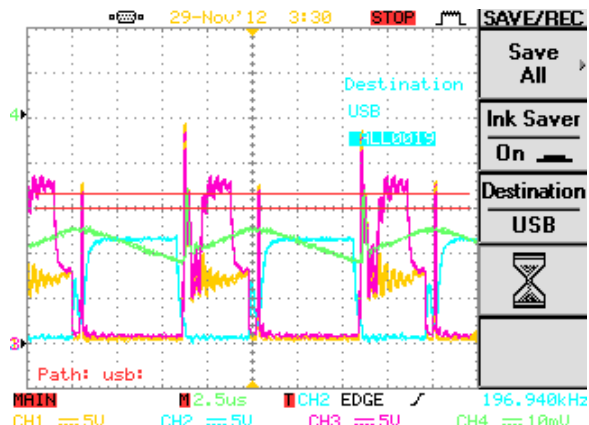 29-Nov'12 3:30 STOP
SAVE/REC
Save
All
Destination
USB
ALL0019
Ink Saver
On
Destination
USB
4
3
Path: usb:
MAIN M 2.5us T CH2 EDGE 196.940kHz
CH1 5V CH2 5V CH3 5V CH4 10mV